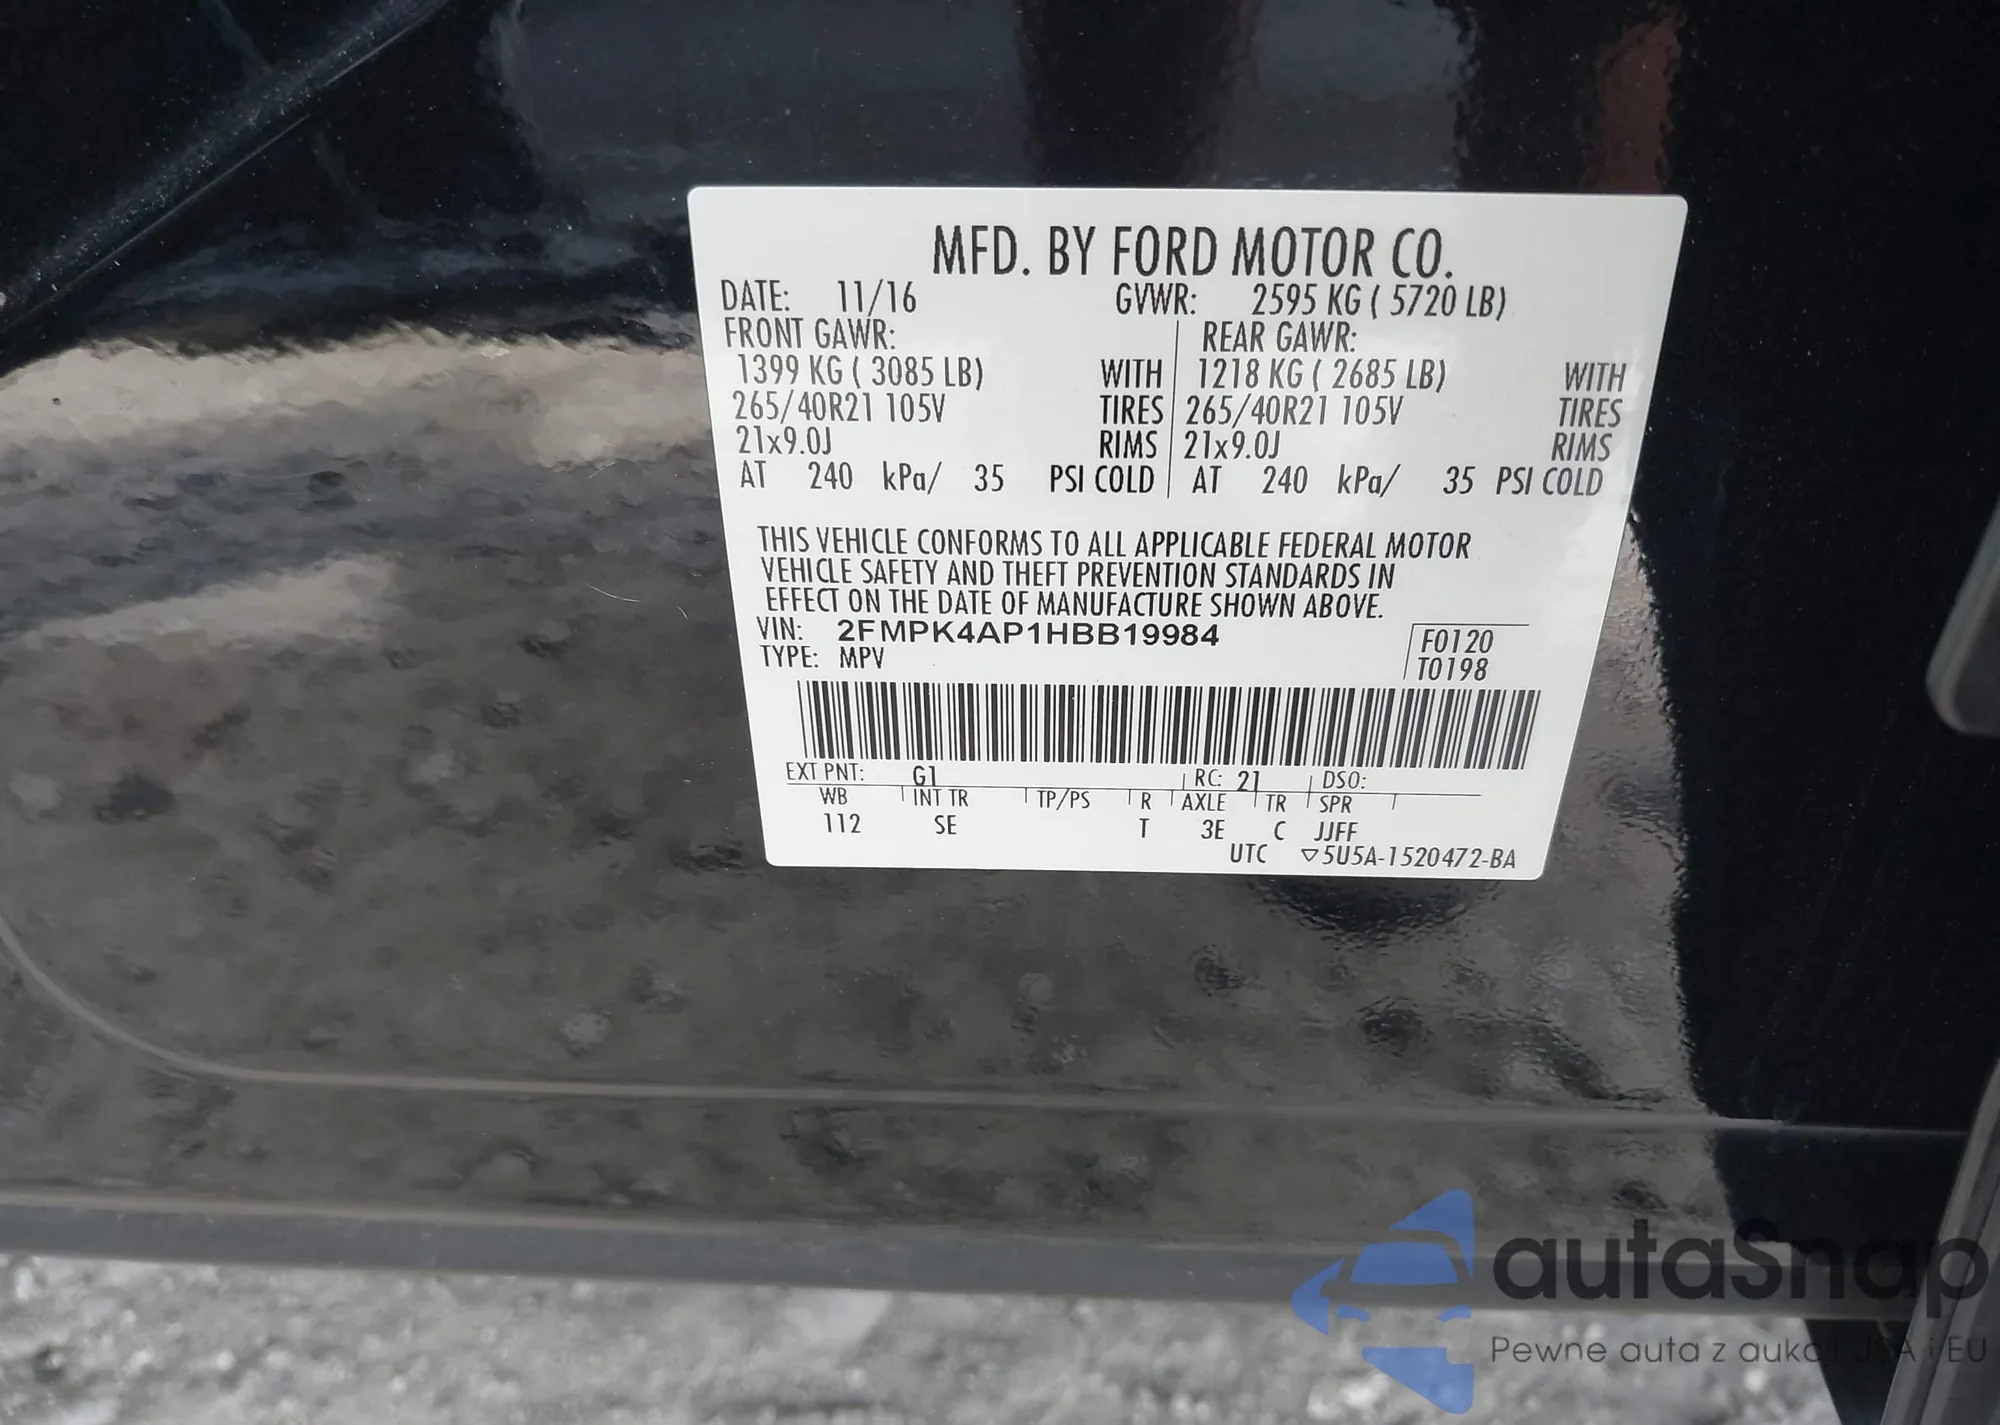 MFD. BY FORD MOTOR CO.
DATE: 11/16 GVWR: 2595 KG ( 5720 LB)
FRONT GAWR: REAR GAWR:
1399 KG ( 3085 LB) WITH 1218 KG ( 2685 LB) WITH
265/40R21 105V TIRES 265/40R21 105V TIRES
21x9.0J RIMS 21x9.0J RIMS
AT 240 kPa/ 35 PSI COLD AT 240 kPa/ 35 PSI COLD
THIS VEHICLE CONFORMS TO ALL APPLICABLE FEDERAL MOTOR
VEHICLE SAFETY AND THEFT PREVENTION STANDARDS IN
EFFECT ON THE DATE OF MANUFACTURE SHOWN ABOVE.
VIN: 2FMPK4AP1HBB19984 F0120
TYPE: MPV T0198
EXT PNT: G1 RC: 21 DSO:
WB INT TR TP/PS R AXLE TR SPR
112 SE T 3E C JJFF
UTC ▽5U5A-1520472-BA
autaSnap
Pewne auta z aukcji USA i EU